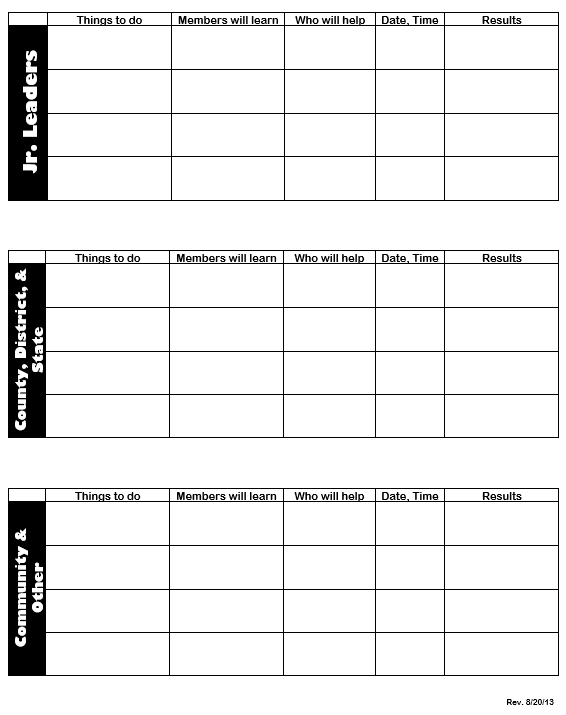 Things to do Members will learn Who will help Date, Time Results
Jr. Leaders
Things to do Members will learn Who will help Date, Time Results
County, District, &
State
Things to do Members will learn Who will help Date, Time Results
Community &
Other
Rev. 8/20/13